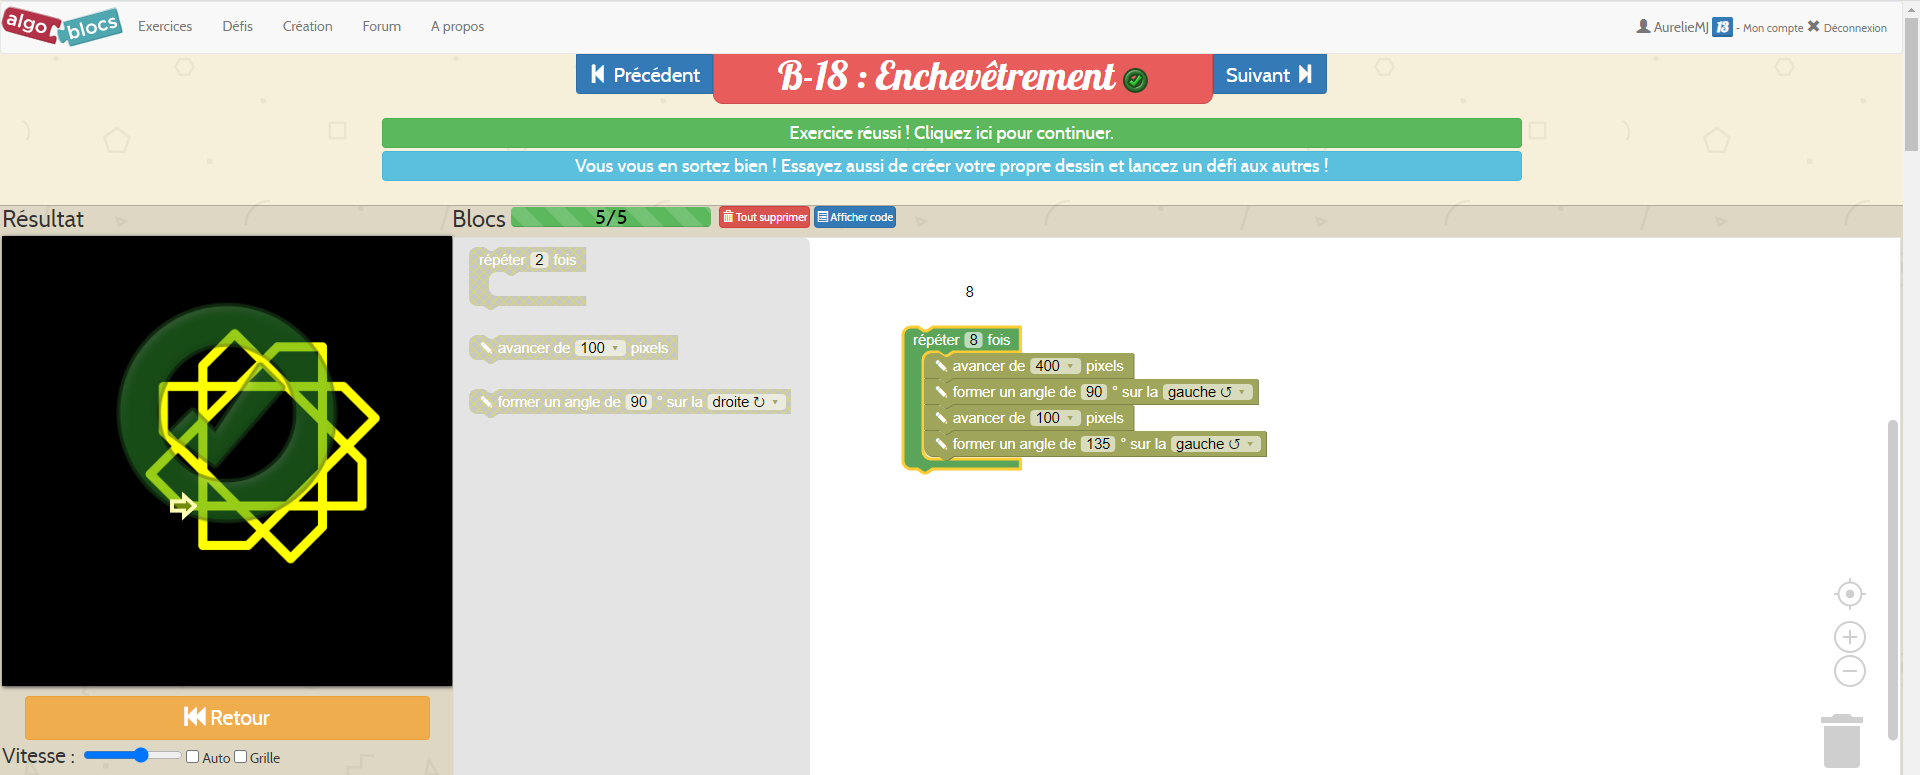 algo blocs
Exercices Défis Création Forum A propos
AurelieMJ 13 - Mon compte ✖ Déconnexion
Précédent
B-18 : Enchevêtrement
Suivant
Exercice réussi ! Cliquez ici pour continuer.
Vous vous en sortez bien ! Essayez aussi de créer votre propre dessin et lancez un défi aux autres !
Résultat
Blocs 5/5 Tout supprimer Afficher code
répéter 2 fois
avancer de 100 pixels
former un angle de 90 ° sur la droite ↻
8
répéter 8 fois
avancer de 400 pixels
former un angle de 90 ° sur la gauche ↺
avancer de 100 pixels
former un angle de 135 ° sur la gauche ↺
Retour
Vitesse : Auto Grille